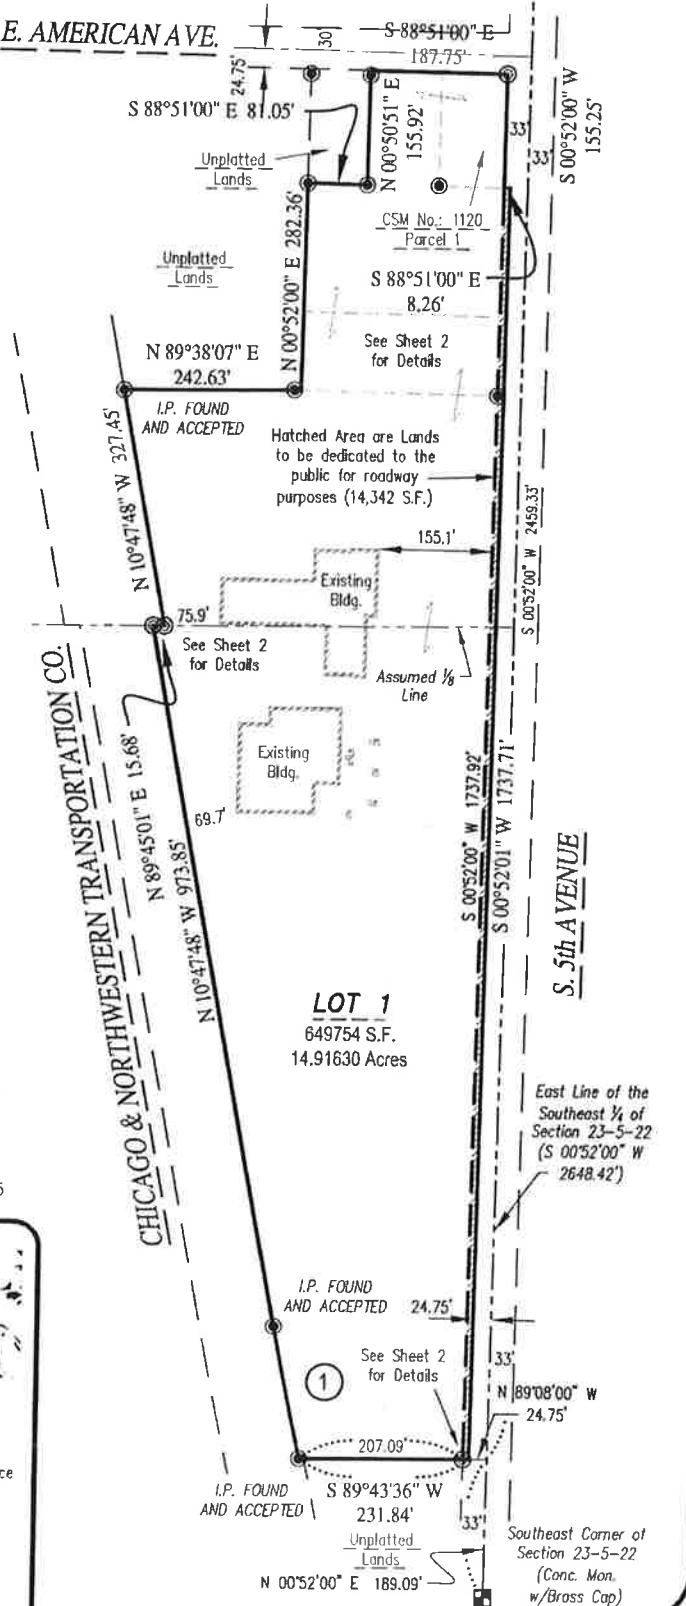 E. AMERICAN AVE.
30'
S 88°51'00" E
187.75'
24.75'
S 88°51'00" E 81.05'
N 00°50'51" E
155.92'
33'
33'
S 00°52'00" W
155.25'
Unplatted
Lands
CSM No.: 1120
Parcel 1
Unplatted
Lands
N 00°52'00" E 282.36'
S 88°51'00" E
8.26'
See Sheet 2
for Details
N 89°38'07" E
242.63'
I.P. FOUND
AND ACCEPTED
N 10°47'48" W 327.45'
Hatched Area are Lands
to be dedicated to the
public for roadway
purposes (14,342 S.F.)
155.1'
S 00°52'00" W 2459.33'
Existing
Bldg.
75.9'
See Sheet 2
for Details
Assumed 1/8
Line
CHICAGO & NORTHWESTERN TRANSPORTATION CO.
N 89°45'01" E 15.68'
Existing
Bldg.
69.7'
N 10°47'48" W 973.85'
S 00°52'00" W 1737.92'
S 00°52'01" W 1737.71'
S. 5th AVENUE
LOT 1
649754 S.F.
14.91630 Acres
East Line of the
Southeast ¼ of
Section 23-5-22
(S 00°52'00" W
2648.42')
I.P. FOUND
AND ACCEPTED
24.75'
See Sheet 2
for Details
33'
1
N 89°08'00" W
24.75'
207.09'
S 89°43'36" W
231.84'
I.P. FOUND
AND ACCEPTED
33'
Unplatted
Lands
N 00°52'00" E 189.09'
Southeast Corner of
Section 23-5-22
(Conc. Mon.
w/Brass Cap)